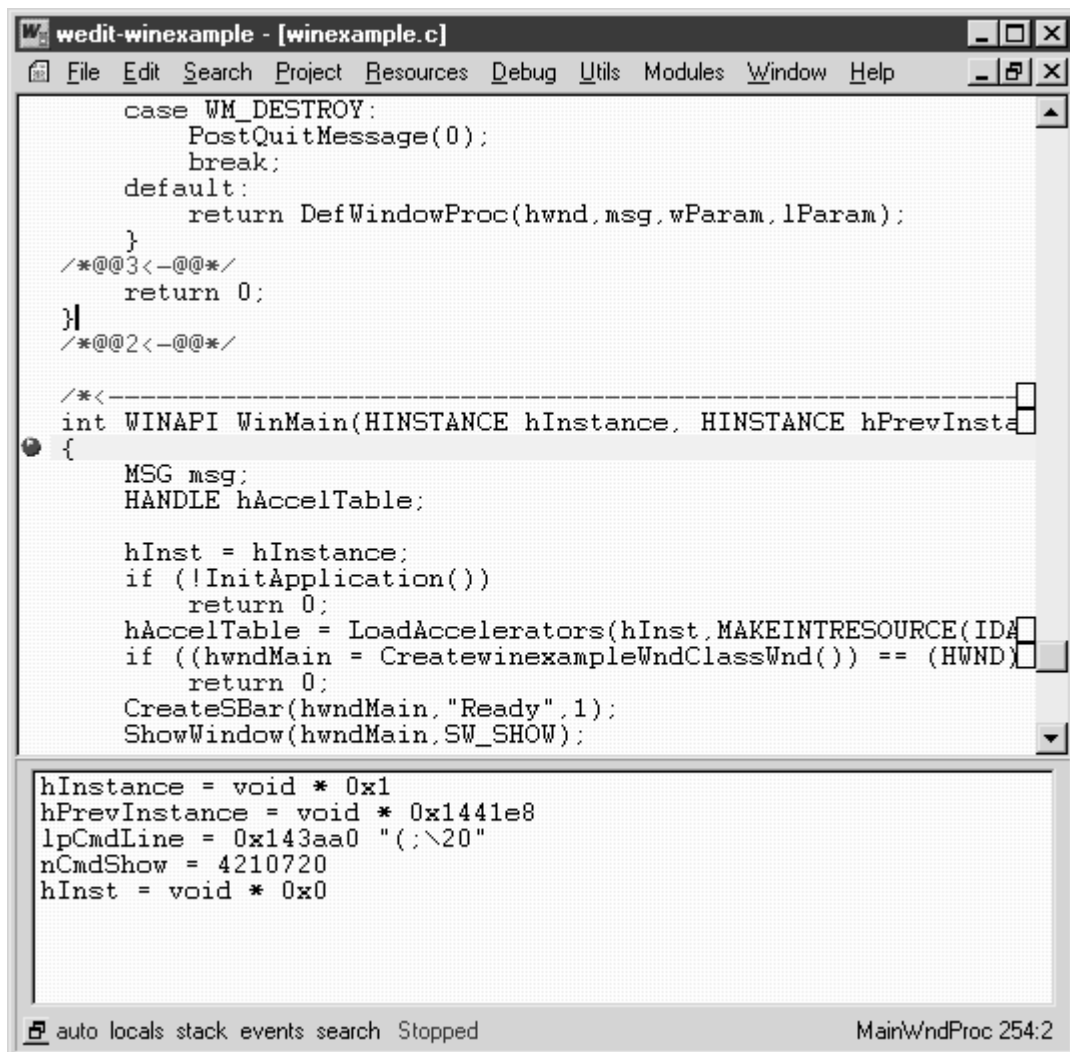 wedit-winexample - [winexample.c]
File Edit Search Project Resources Debug Utils Modules Window Help
case WM_DESTROY:
PostQuitMessage(0);
break;
default:
return DefWindowProc(hwnd,msg,wParam,lParam);
}
/*@@3<-@@*/
return 0;
}
/*@@2<-@@*/
/*<---------------------------------------------------------
int WINAPI WinMain(HINSTANCE hInstance, HINSTANCE hPrevInsta
{
MSG msg;
HANDLE hAccelTable;
hInst = hInstance;
if (!InitApplication())
return 0;
hAccelTable = LoadAccelerators(hInst,MAKEINTRESOURCE(IDA
if ((hwndMain = CreatewinexampleWndClassWnd()) == (HWND)
return 0;
CreateSBar(hwndMain,"Ready",1);
ShowWindow(hwndMain,SW_SHOW);
hInstance = void * 0x1
hPrevInstance = void * 0x1441e8
lpCmdLine = 0x143aa0 "(;\20"
nCmdShow = 4210720
hInst = void * 0x0
auto locals stack events search Stopped MainWndProc 254:2